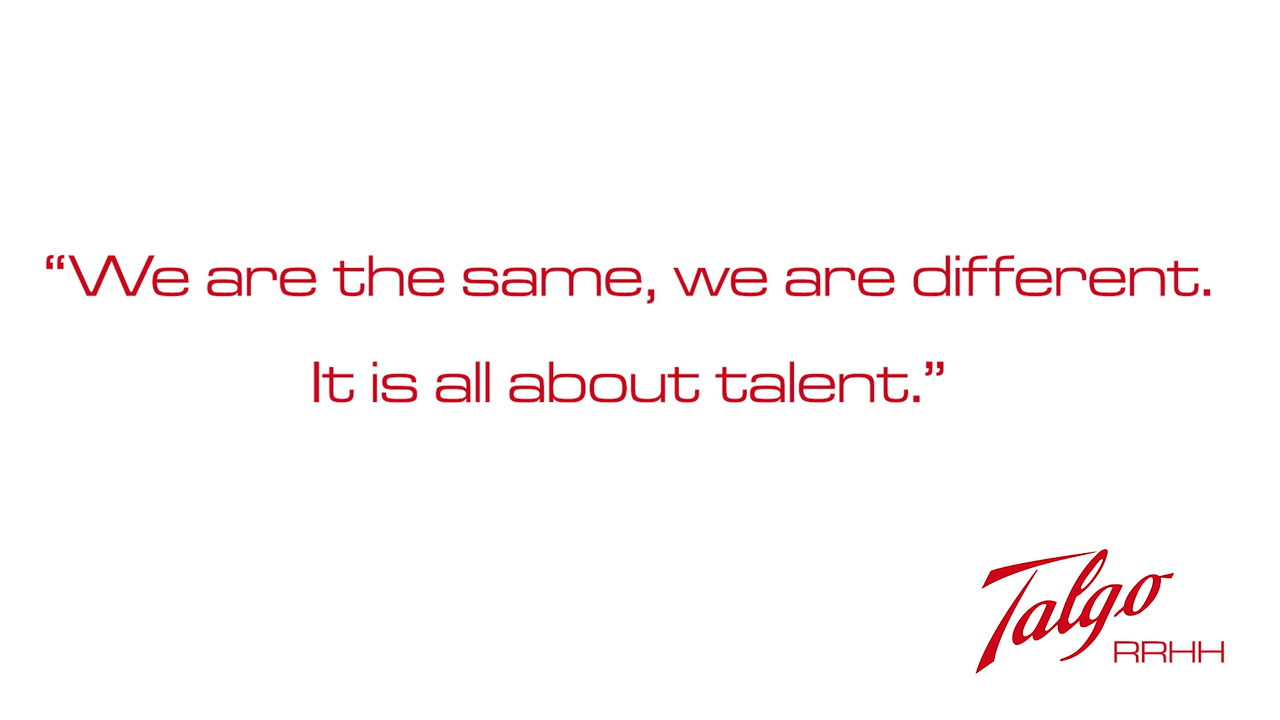 “We are the same, we are different.
It is all about talent.”
Talgo
RRHH